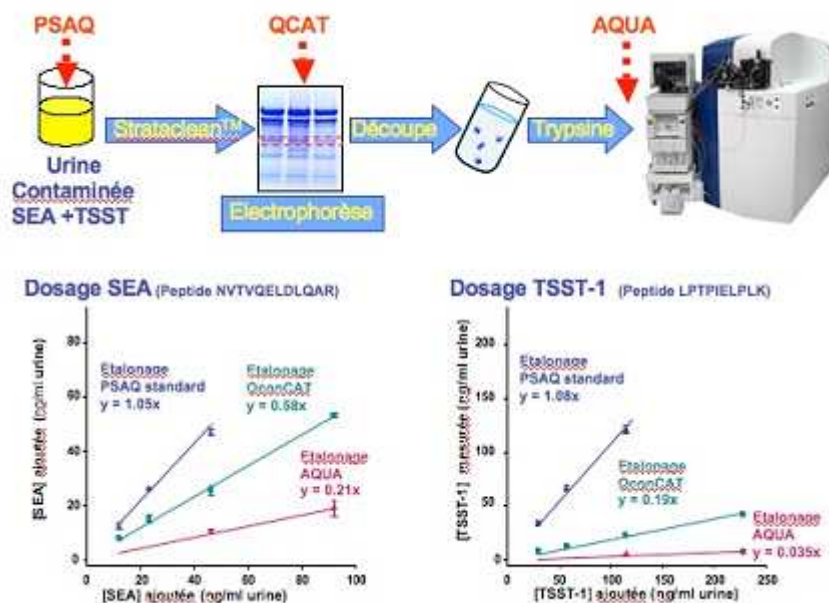 PSAQ
QCAT
AQUA
Strataclean™
Découpe
Trypsine
Urine
Contaminée
SEA +TSST
Electrophorèse
Dosage SEA (Peptide NVTVQELDLQAR)
[SEA] ajoutée (ng/ml urine)
80
60
40
20
0
Etalonage
PSAQ standard
y = 1.05x
Etalonage
QconCAT
y = 0.58x
Etalonage
AQUA
y = 0.21x
0
20
40
60
80
100
[SEA] ajoutée (ng/ml urine)
Dosage TSST-1 (Peptide LPTPIELPLK)
[TSST-1] mesurée (ng/ml urine)
200
150
100
50
0
Etalonage
PSAQ standard
y = 1.08x
Etalonage
QconCAT
y = 0.19x
Etalonage
AQUA
y = 0.035x
0
50
100
150
200
250
[TSST-1] ajoutée (ng/ml urine)